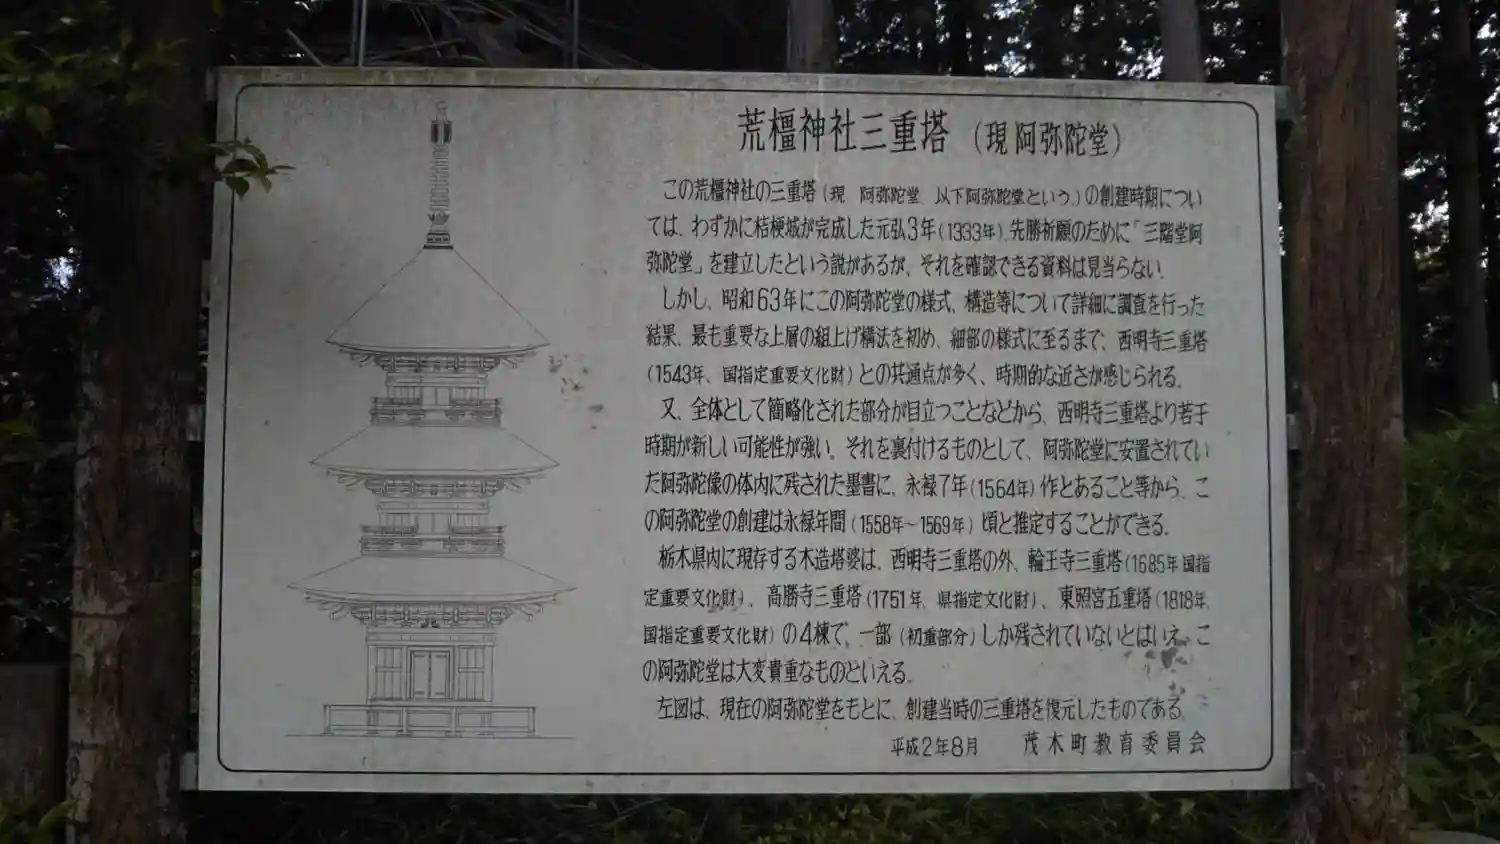 荒橿神社三重塔(現阿弥陀堂)
この荒橿神社の三重塔(現 阿弥陀堂 以下阿弥陀堂という。)の創建時期につい
ては、わずかに桔梗城が完成した元弘3年(1333年)、先勝祈願のために「三階堂阿
弥陀堂」を建立したという説があるが、それを確認できる資料は見当らない。
しかし、昭和63年にこの阿弥陀堂の様式、構造等について詳細に調査を行った
結果、最も重要な上層の組上げ構法を初め、細部の様式に至るまで、西明寺三重塔
(1543年、国指定重要文化財)との共通点が多く、時期的な近さが感じられる。
又、全体として簡略化された部分が目立つことなどから、西明寺三重塔より若干
時期が新しい可能性が強い。それを裏付けるものとして、阿弥陀堂に安置されてい
た阿弥陀像の体内に残された墨書に、永禄7年(1564年)作とあること等から、こ
の阿弥陀堂の創建は永禄年間(1558年~1569年)頃と推定することができる。
栃木県内に現存する木造塔婆は、西明寺三重塔の外、輪王寺三重塔(1685年国指
定重要文化財)、高勝寺三重塔(1751年、県指定文化財)、東照宮五重塔(1818年、
国指定重要文化財)の4棟で、一部(初重部分)しか残されていないとはいえ、こ
の阿弥陀堂は大変貴重なものといえる。
左図は、現在の阿弥陀堂をもとに、創建当時の三重塔を復元したものである。
平成2年8月 茂木町教育委員会